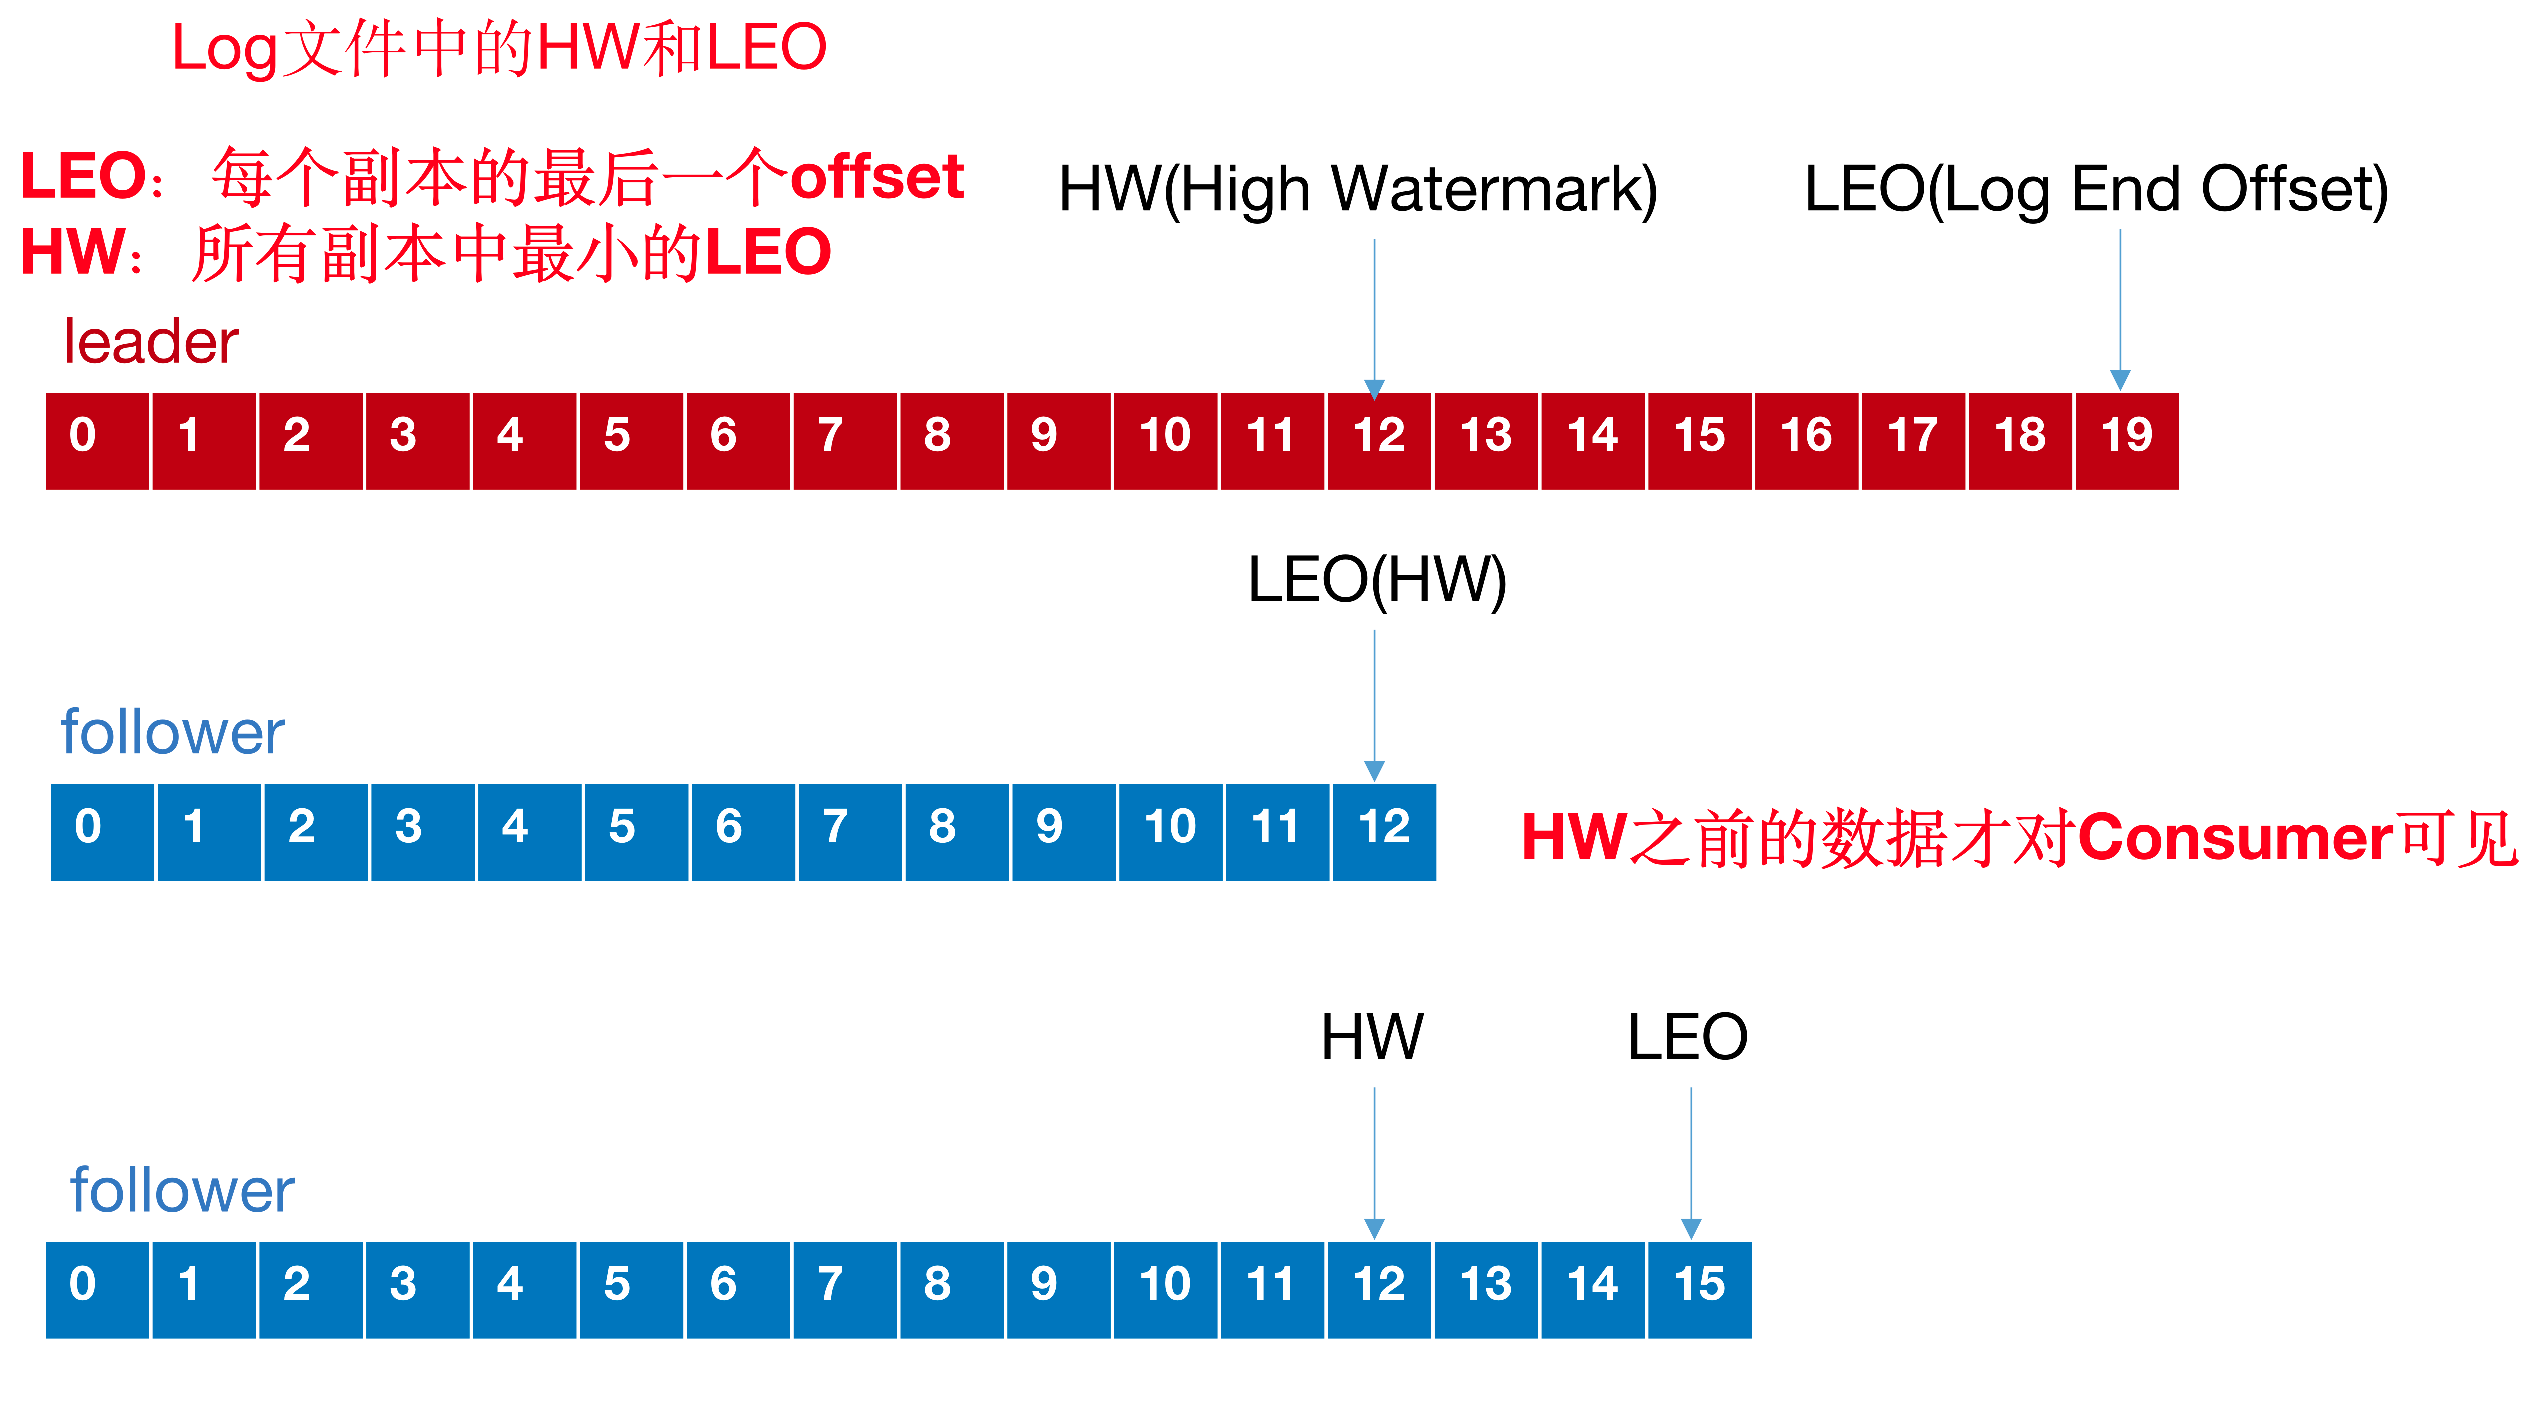 Log文件中的HW和LEO
LEO：每个副本的最后一个offset
HW：所有副本中最小的LEO
HW(High Watermark)
LEO(Log End Offset)
leader
0 1 2 3 4 5 6 7 8 9 10 11 12 13 14 15 16 17 18 19
LEO(HW)
follower
0 1 2 3 4 5 6 7 8 9 10 11 12
HW之前的数据才对Consumer可见
HW
LEO
follower
0 1 2 3 4 5 6 7 8 9 10 11 12 13 14 15